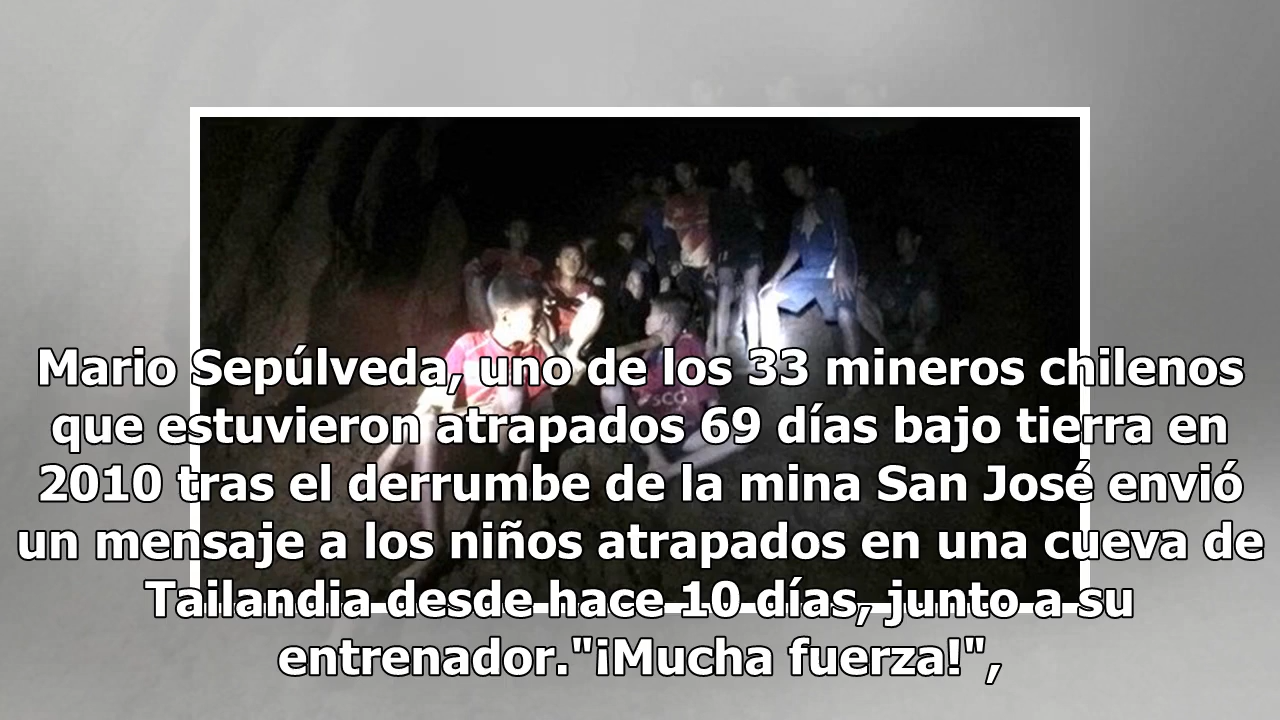 Mario Sepúlveda, uno de los 33 mineros chilenos
que estuvieron atrapados 69 días bajo tierra en
2010 tras el derrumbe de la mina San José envió
un mensaje a los niños atrapados en una cueva de
Tailandia desde hace 10 días, junto a su
entrenador."¡Mucha fuerza!",
SCG